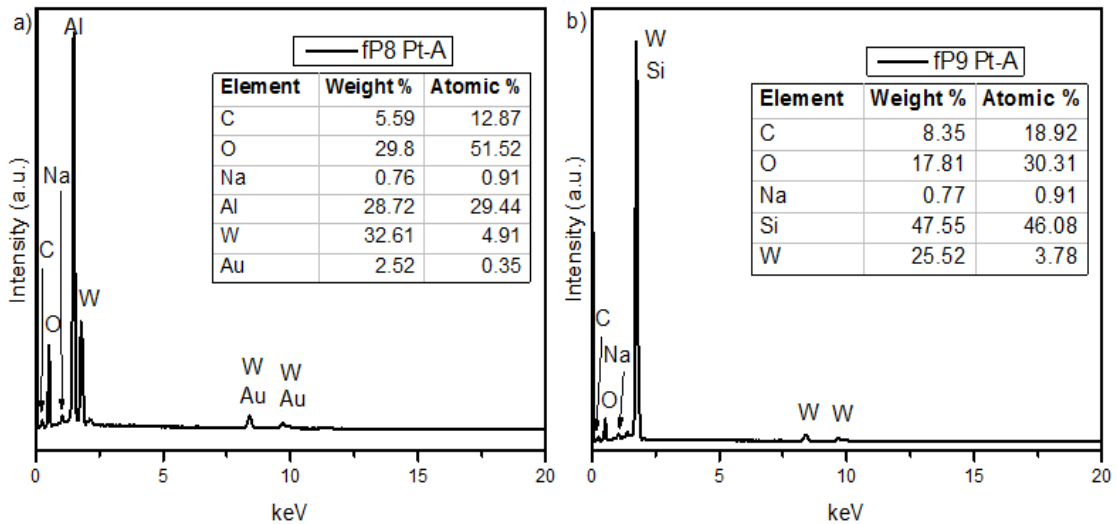 a)
Al
fP8 Pt-A
Element Weight % Atomic %
C 5.59 12.87
O 29.8 51.52
Na 0.76 0.91
Al 28.72 29.44
W 32.61 4.91
Au 2.52 0.35
Na
C
O
W
W
Au
W
Au
Intensity (a.u.)
0 5 10 15 20
keV
b)
W
Si
fP9 Pt-A
Element Weight % Atomic %
C 8.35 18.92
O 17.81 30.31
Na 0.77 0.91
Si 47.55 46.08
W 25.52 3.78
C
Na
O
W W
Intensity (a.u.)
0 5 10 15 20
keV